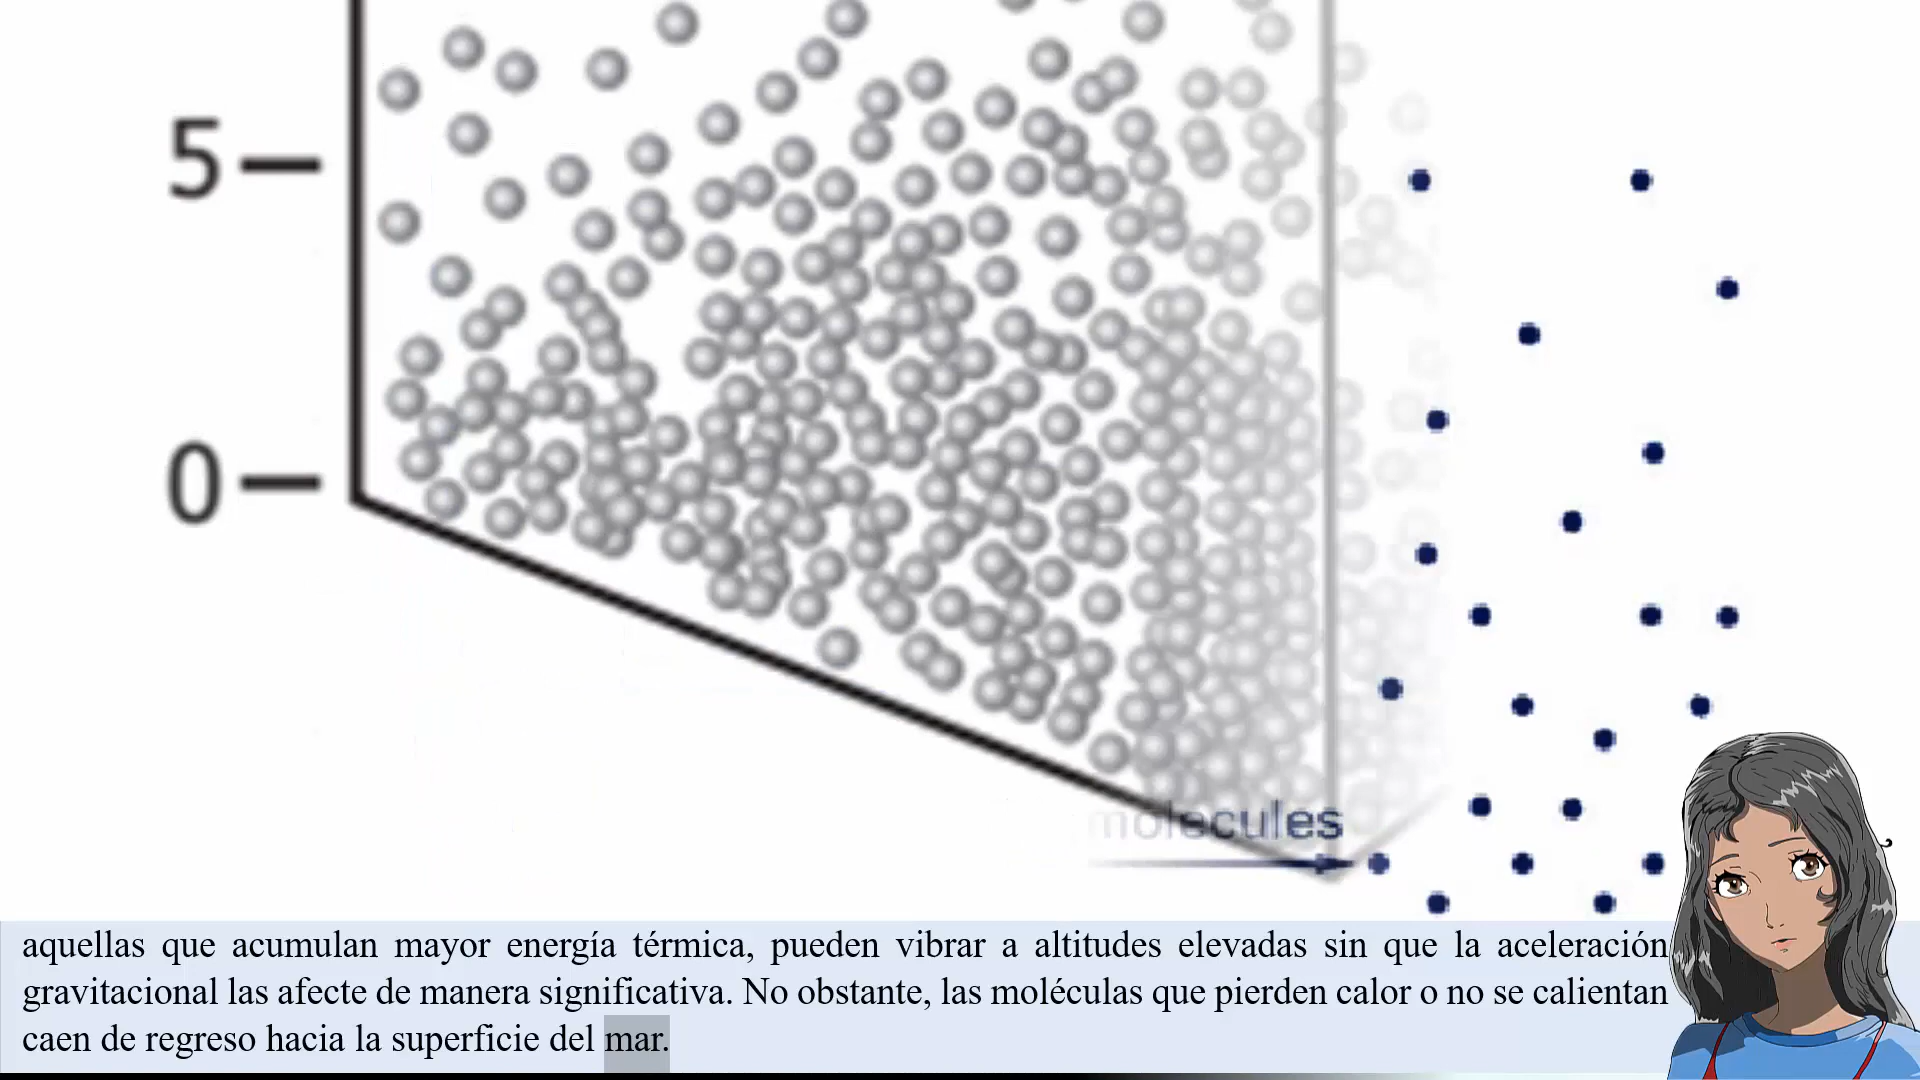 5
0
molecules
aquellas que acumulan mayor energía térmica, pueden vibrar a altitudes elevadas sin que la aceleración
gravitacional las afecte de manera significativa. No obstante, las moléculas que pierden calor o no se calientan
caen de regreso hacia la superficie del mar.